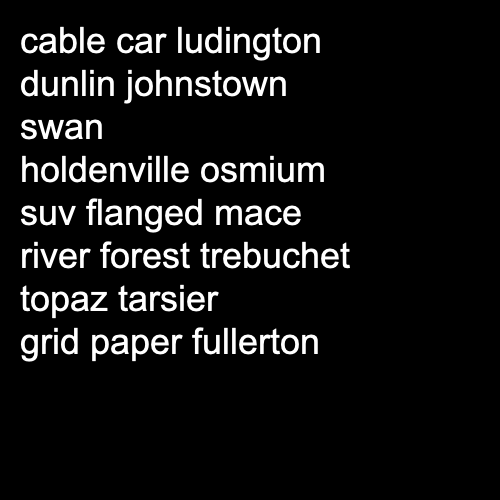 cable car ludington
dunlin johnstown
swan
holdenville osmium
suv flanged mace
river forest trebuchet
topaz tarsier
grid paper fullerton